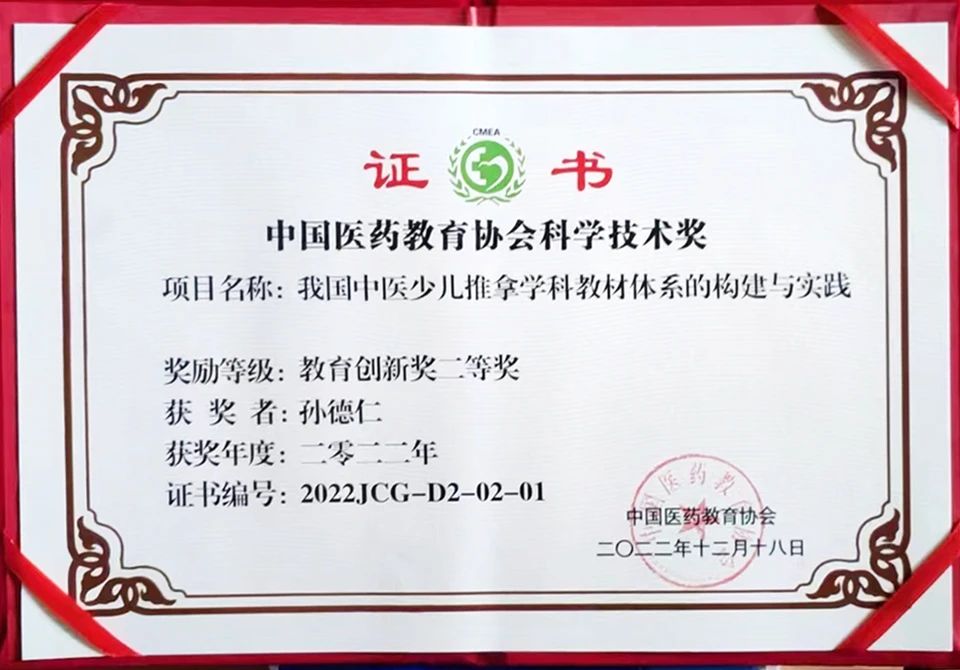 CMEA
证 书
中国医药教育协会科学技术奖
项目名称：我国中医少儿推拿学科教材体系的构建与实践
奖励等级：教育创新奖二等奖
获 奖 者：孙德仁
获奖年度：二零二二年
证书编号：2022JCG-D2-02-01
中国医药教育协会
二〇二二年十二月十八日